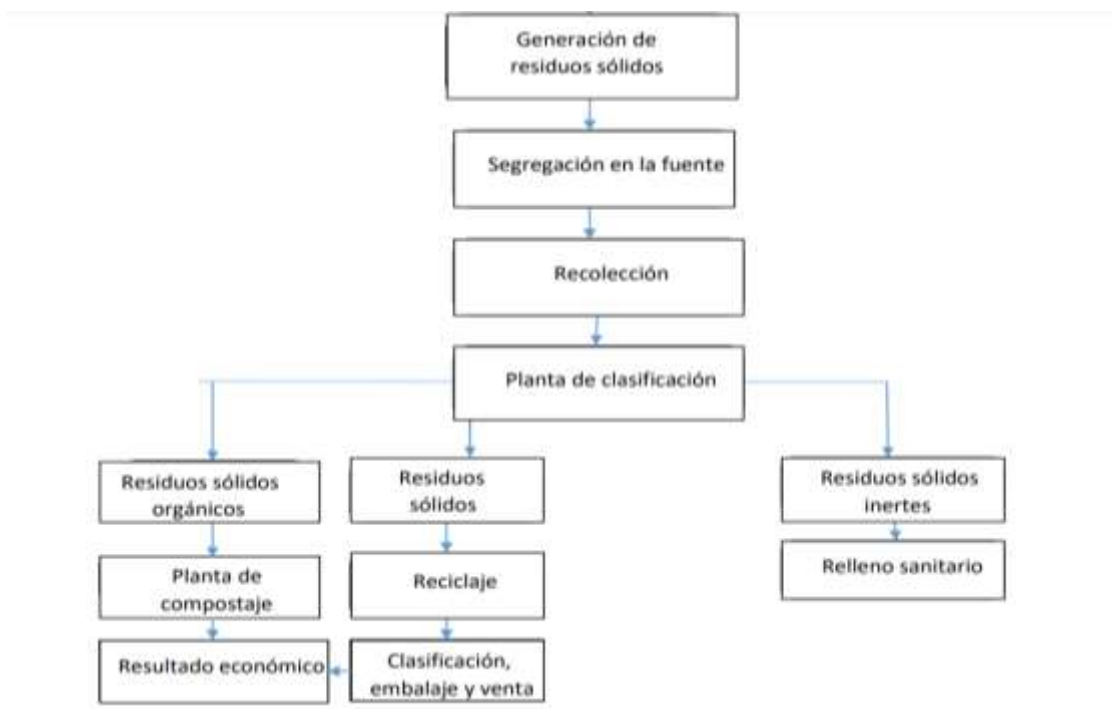 Generación de
residuos sólidos
Segregación en la fuente
Recolección
Planta de clasificación
Residuos sólidos
orgánicos
Residuos
sólidos
Residuos sólidos
inertes
Planta de
compostaje
Reciclaje
Relleno sanitario
Resultado económico
Clasificación,
embalaje y venta